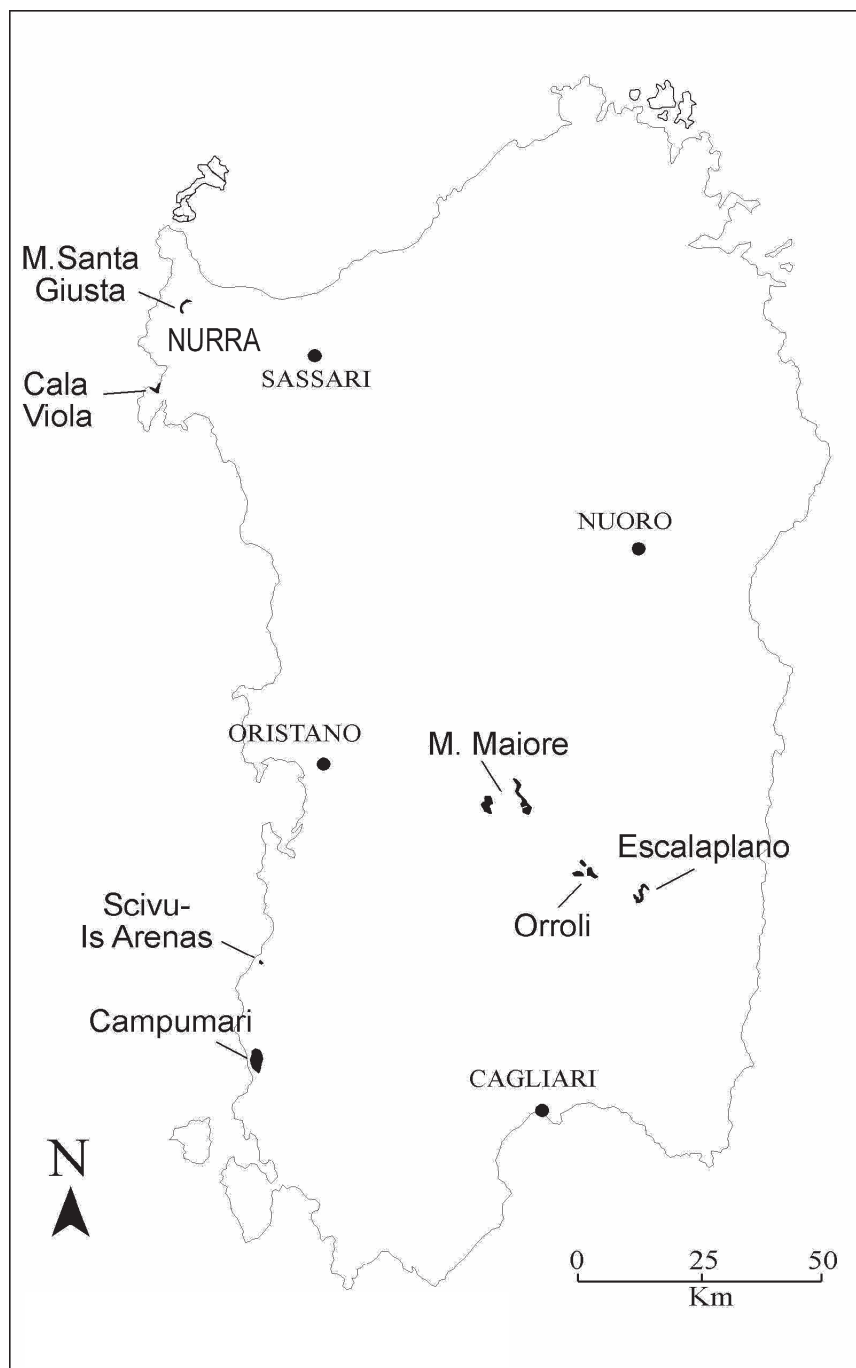 M.Santa
Giusta
NURRA
SASSARI
Cala
Viola
NUORO
ORISTANO
M. Maiore
Escalaplano
Orroli
Scivu-
Is Arenas
Campumari
CAGLIARI
N
0 25 50
Km